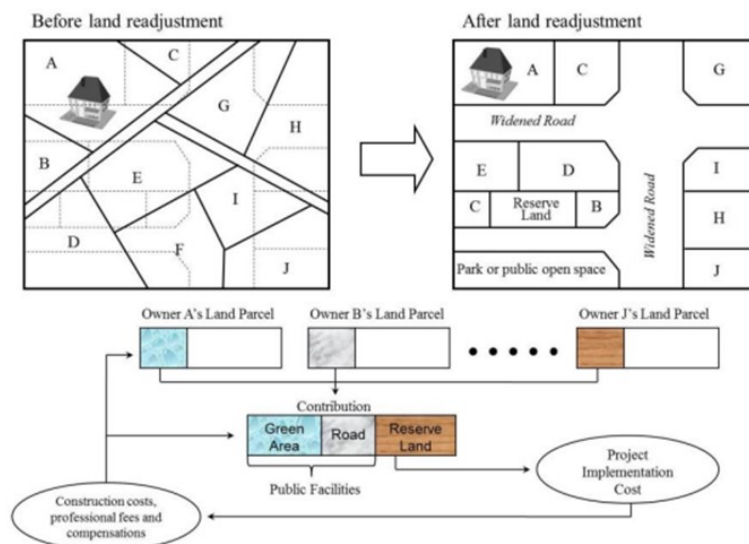 Before land readjustment
After land readjustment
A
C
G
H
B
E
I
D
F
J
A
C
G
Widened Road
E
D
I
C
Reserve
Land
B
Widened Road
H
Park or public open space
J
Owner A's Land Parcel
Owner B's Land Parcel
Owner J's Land Parcel
Contribution
Green
Area
Road
Reserve
Land
Public Facilities
Project
Implementation
Cost
Construction costs,
professional fees and
compensations